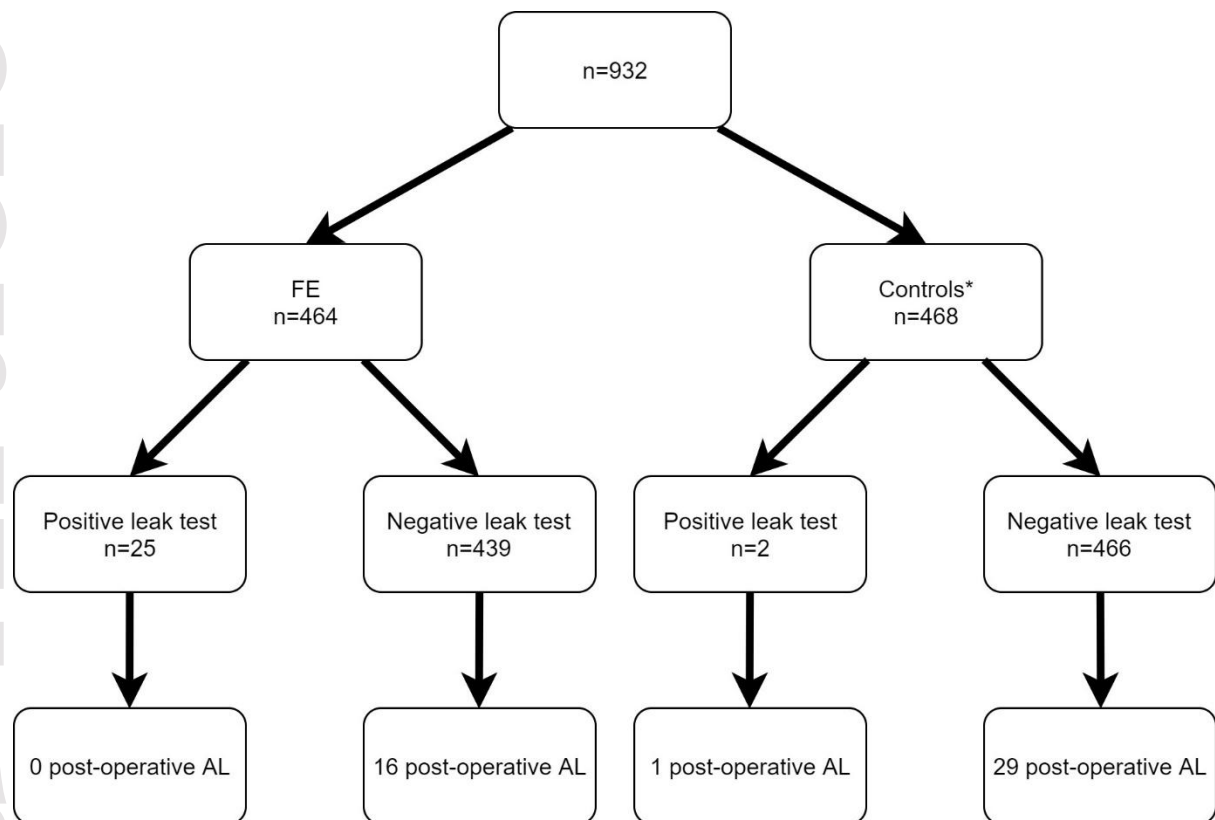 n=932
FE
n=464
Controls*
n=468
Positive leak test
n=25
Negative leak test
n=439
Positive leak test
n=2
Negative leak test
n=466
0 post-operative AL
16 post-operative AL
1 post-operative AL
29 post-operative AL